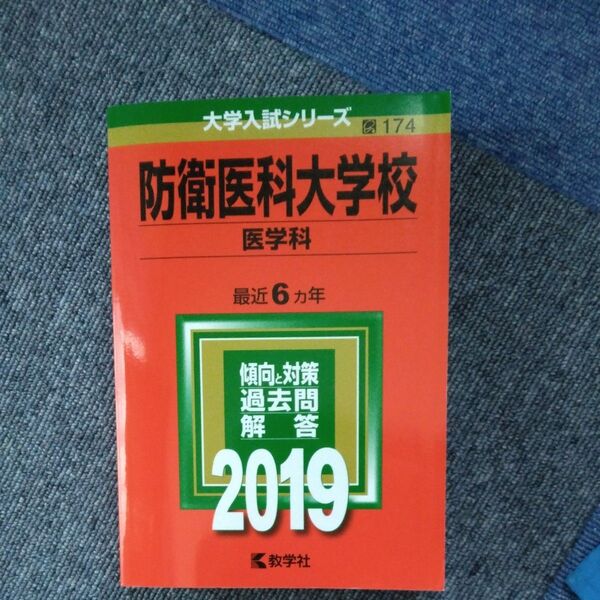 大学入試シリーズ 174
防衛医科大学校
医学科
最近6カ年
傾向と対策
過去問
解答
2019
教学社